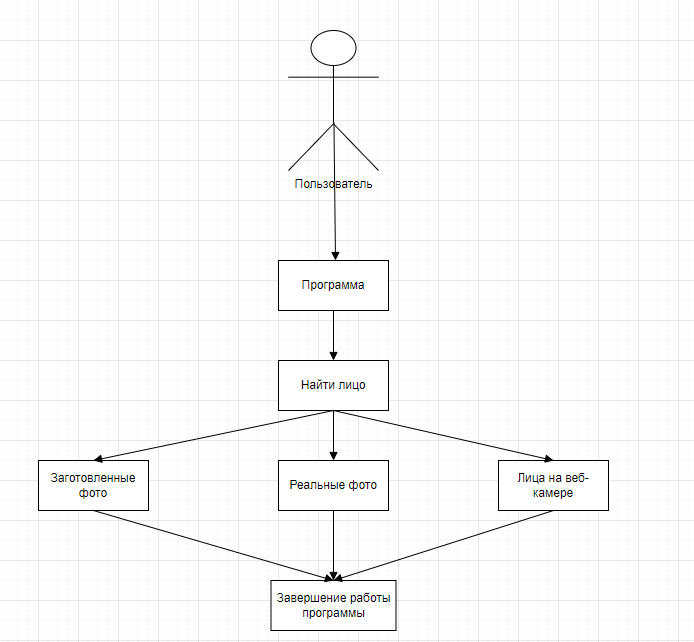 Пользователь
Программа
Найти лицо
Заготовленные
фото
Реальные фото
Лица на веб-
камере
Завершение работы
программы